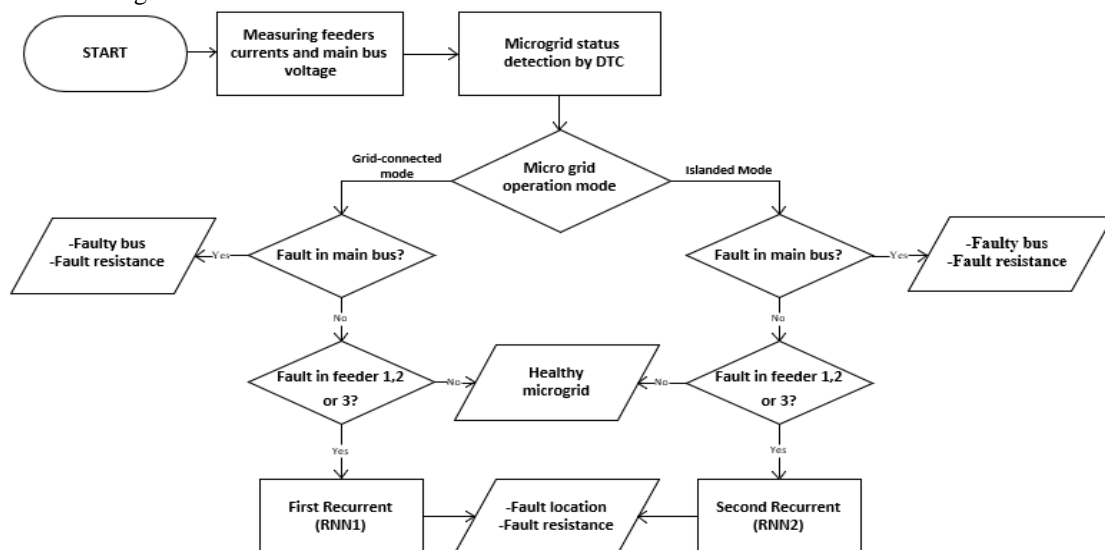 START
Measuring feeders
currents and main bus
voltage
Microgrid status
detection by DTC
Grid-connected
mode
Micro grid
operation mode
Islanded Mode
-Faulty bus
-Fault resistance
Yes
Fault in main bus?
Fault in main bus?
Yes
-Faulty bus
-Fault resistance
No
No
Fault in feeder 1,2
or 3?
No
Healthy
microgrid
No
Fault in feeder 1,2
or 3?
Yes
Yes
First Recurrent
(RNN1)
-Fault location
-Fault resistance
Second Recurrent
(RNN2)